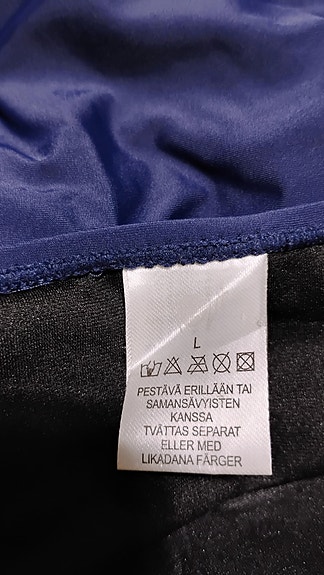 L
PESTÄVÄ ERILLÄÄN TAI
SAMANSÄVYISTEN
KANSSA
TVÄTTAS SEPARAT
ELLER MED
LIKADANA FÄRGER